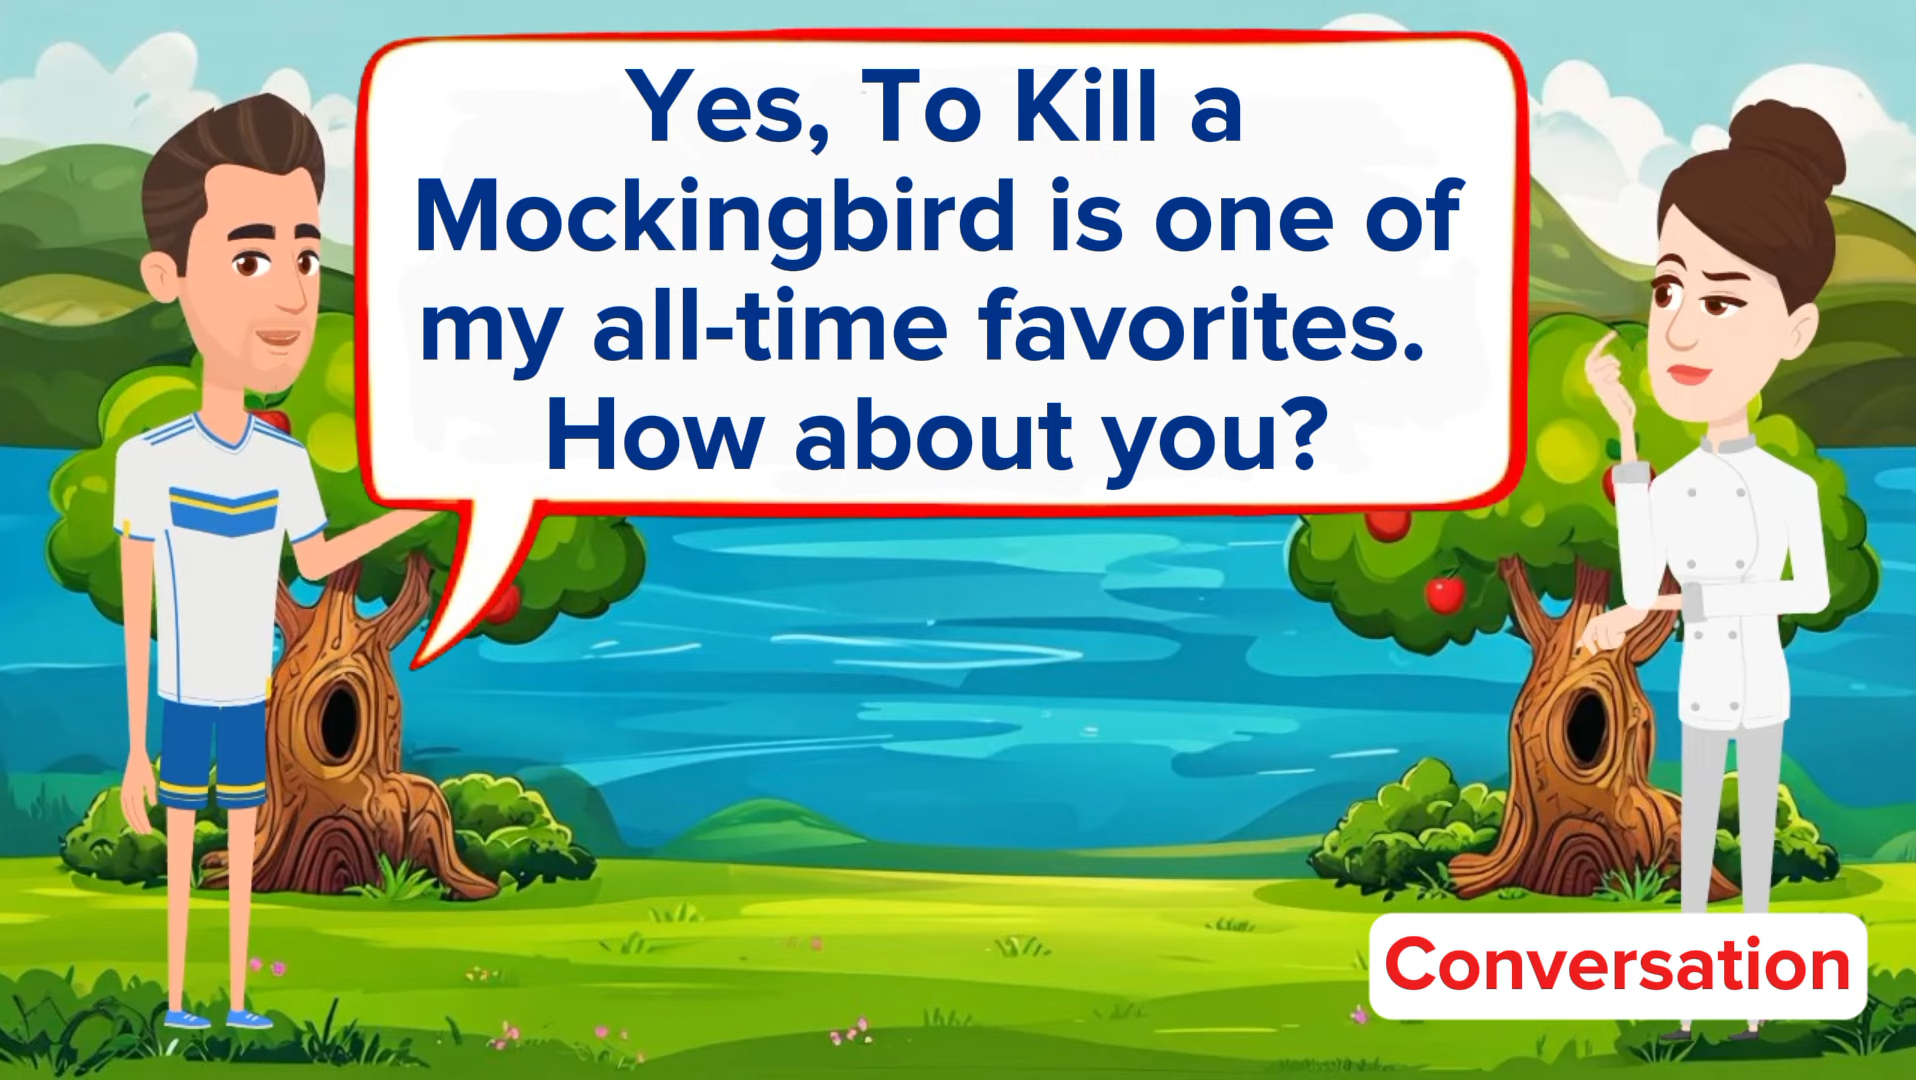 Yes, To Kill a
Mockingbird is one of
my all-time favorites.
How about you?
Conversation